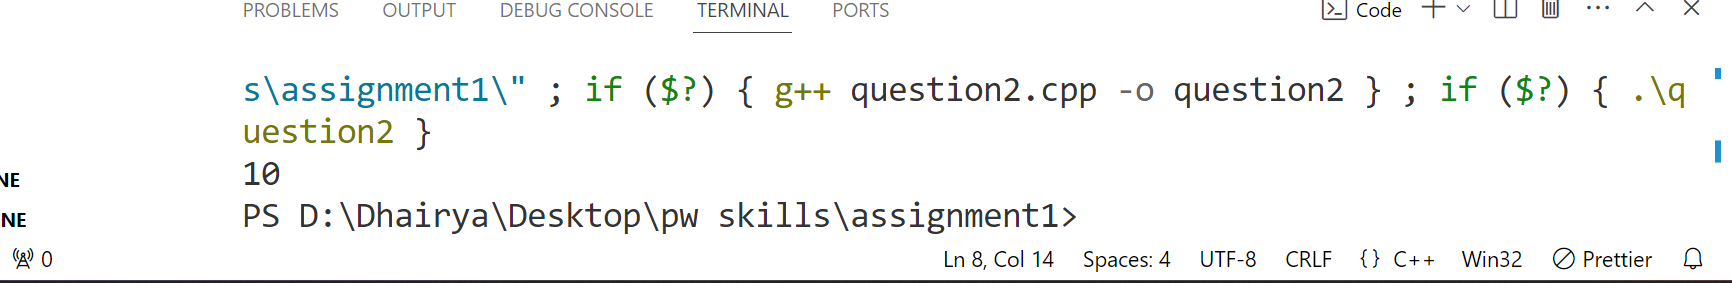 PROBLEMS OUTPUT DEBUG CONSOLE TERMINAL PORTS Code
s\assignment1\" ; if ($?) { g++ question2.cpp -o question2 } ; if ($?) { .\q
uestion2 }
10
NE
PS D:\Dhairya\Desktop\pw skills\assignment1>
NE
0 Ln 8, Col 14 Spaces: 4 UTF-8 CRLF {} C++ Win32 Prettier